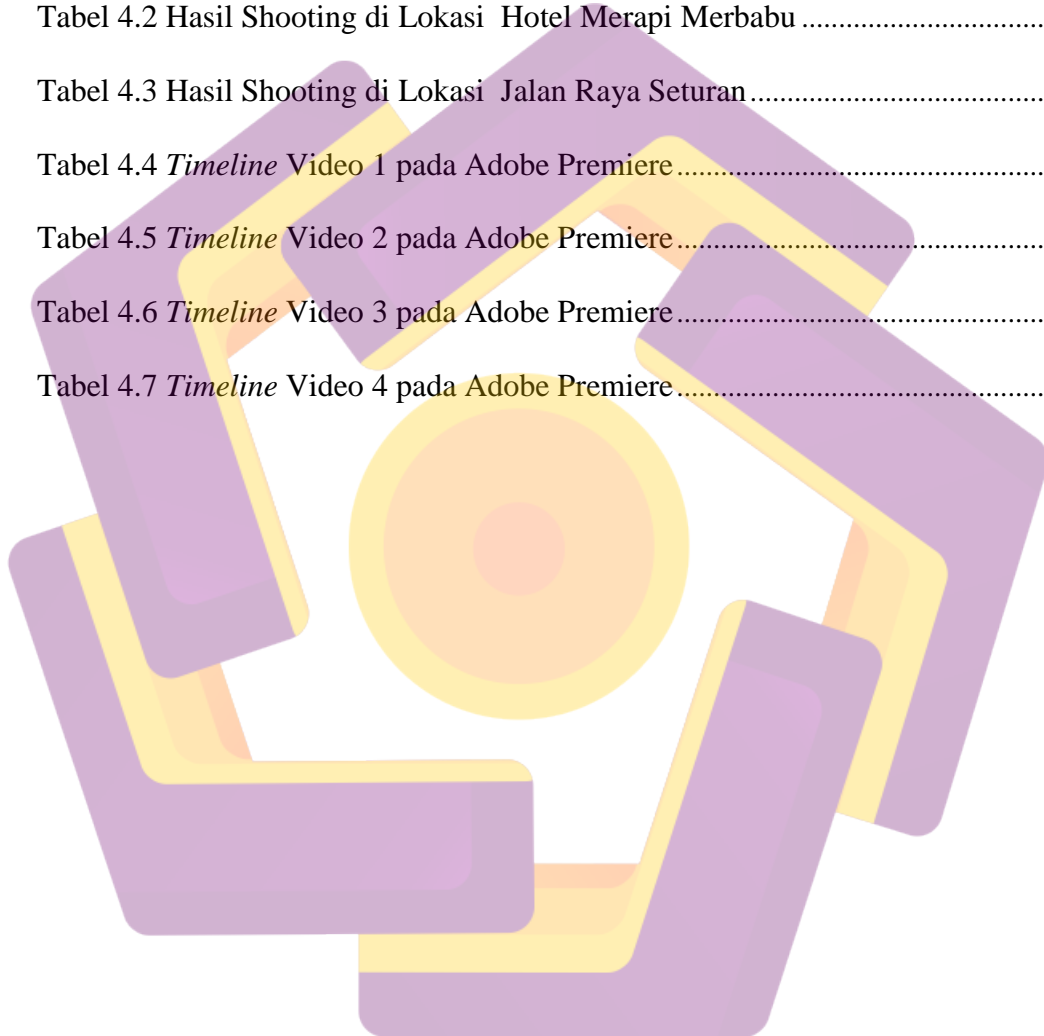 Tabel 4.2 Hasil Shooting di Lokasi Hotel Merapi Merbabu ..............................
Tabel 4.3 Hasil Shooting di Lokasi Jalan Raya Seturan .....................................
Tabel 4.4 Timeline Video 1 pada Adobe Premiere ..............................................
Tabel 4.5 Timeline Video 2 pada Adobe Premiere ..............................................
Tabel 4.6 Timeline Video 3 pada Adobe Premiere ..............................................
Tabel 4.7 Timeline Video 4 pada Adobe Premiere ..............................................